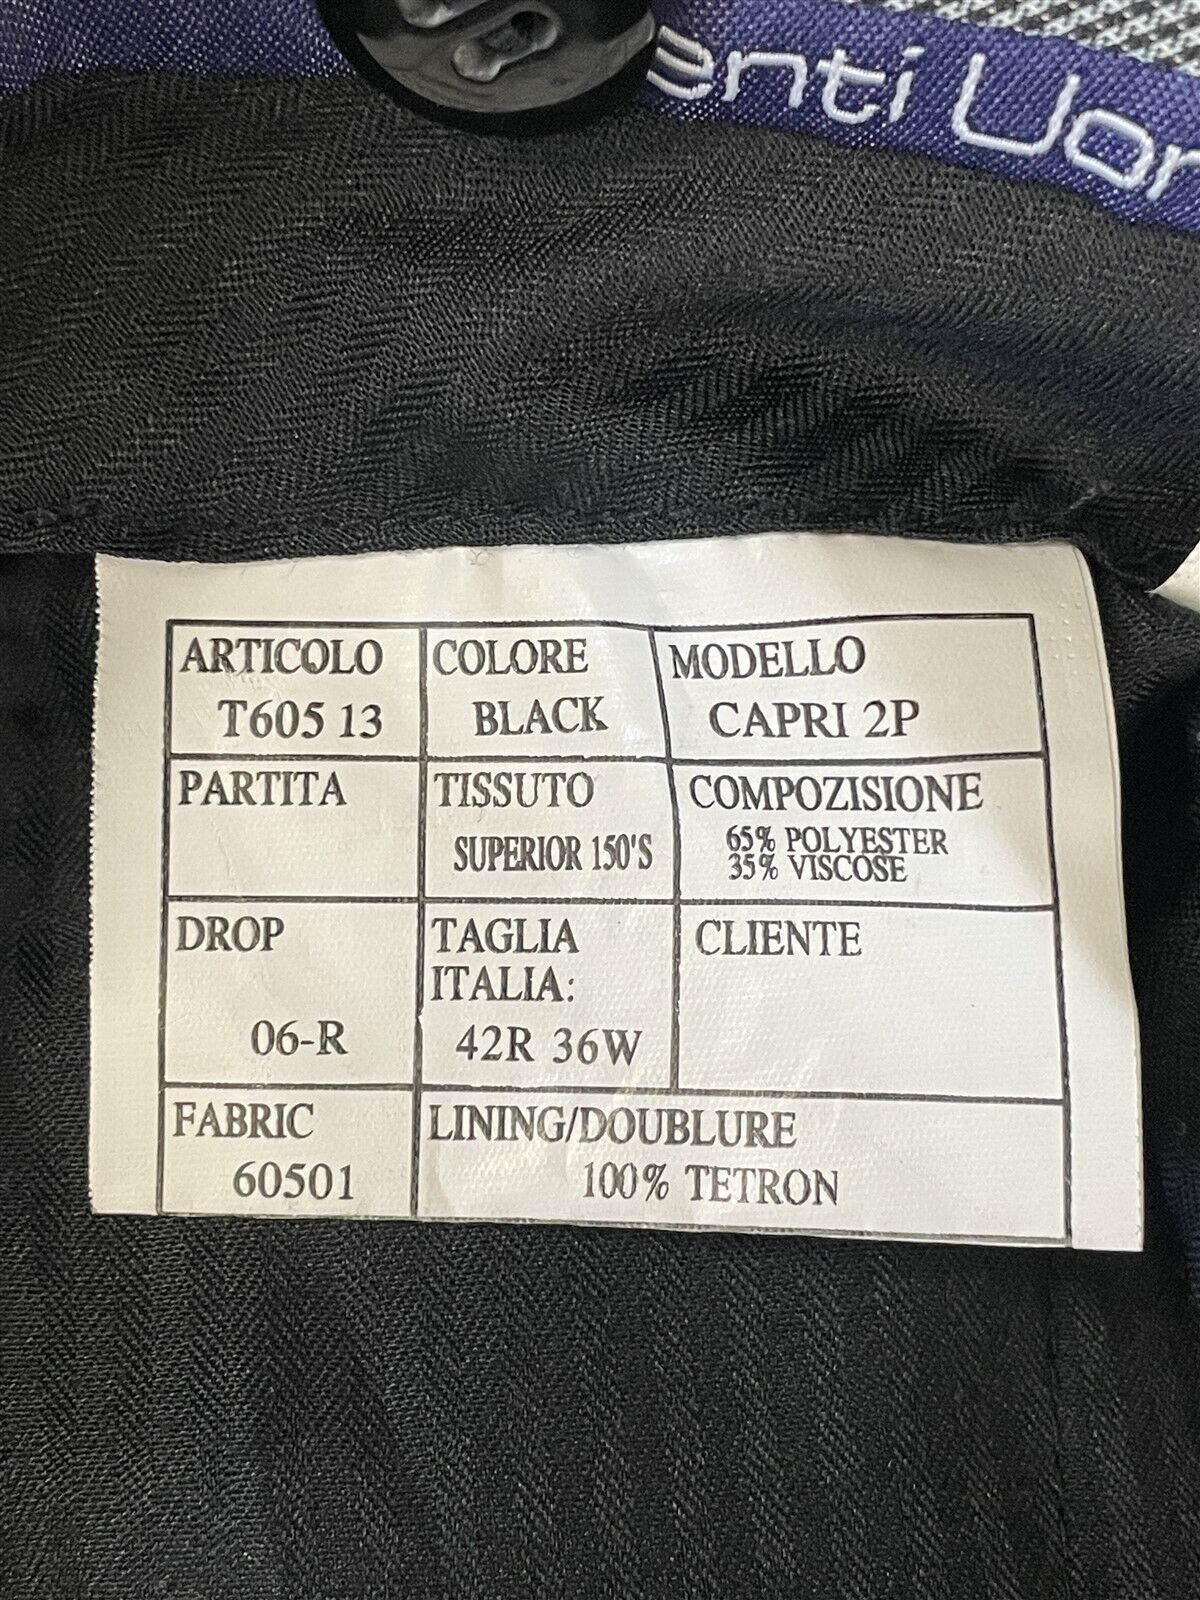 enti Uor
ARTICOLO COLORE MODELLO
T605 13 BLACK CAPRI 2P
PARTITA TISSUTO COMPOZISIONE
SUPERIOR 150'S 65% POLYESTER
35% VISCOSE
DROP TAGLIA CLIENTE
ITALIA:
06-R 42R 36W
FABRIC LINING/DOUBLURE
60501 100% TETRON